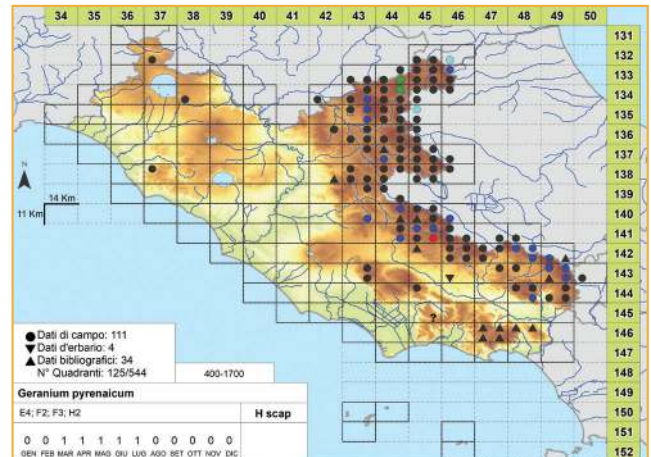 34 35 36 37 38 39 40 41 42 43 44 45 46 47 48 49 50
131
132
133
134
135
136
137
138
139
140
141
142
143
144
145
146
147
148
149
150
151
152
N
14 Km
11 Km
?
Dati di campo: 111
Dati d'erbario: 4
Dati bibliografici: 34
N° Quadranti: 125/544
400-1700
Geranium pyrenaicum
E4; F2; F3; H2
H scap
0 0 1 1 1 1 1 0 0 0 0 0
GEN FEB MAR APR MAG GIU LUG AGO SET OTT NOV DIC